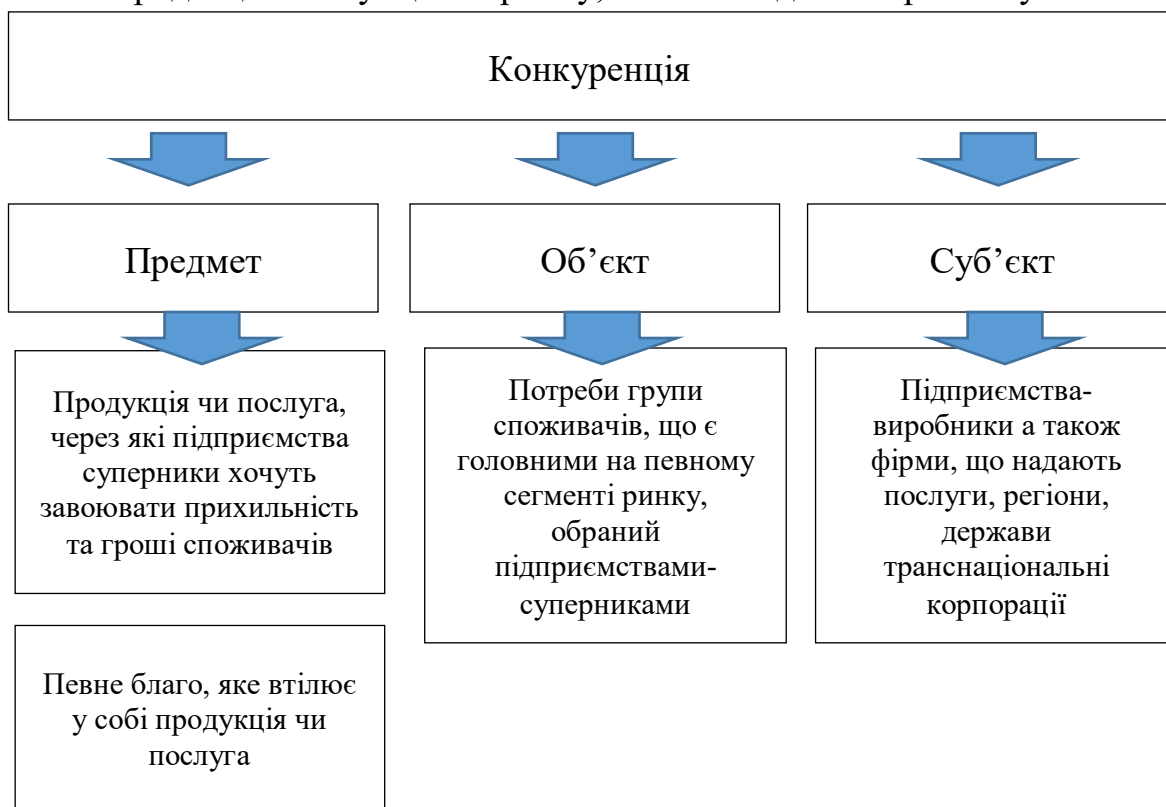 Конкуренція
Предмет
Об’єкт
Суб’єкт
Продукція чи послуга,
через які підприємства
суперники хочуть
завоювати прихильність
та гроші споживачів
Потреби групи
споживачів, що є
головними на певному
сегменті ринку,
обраний
підприємствами-
суперниками
Підприємства-
виробники а також
фірми, що надають
послуги, регіони,
держави
транснаціональні
корпорації
Певне благо, яке втілює
у собі продукція чи
послуга